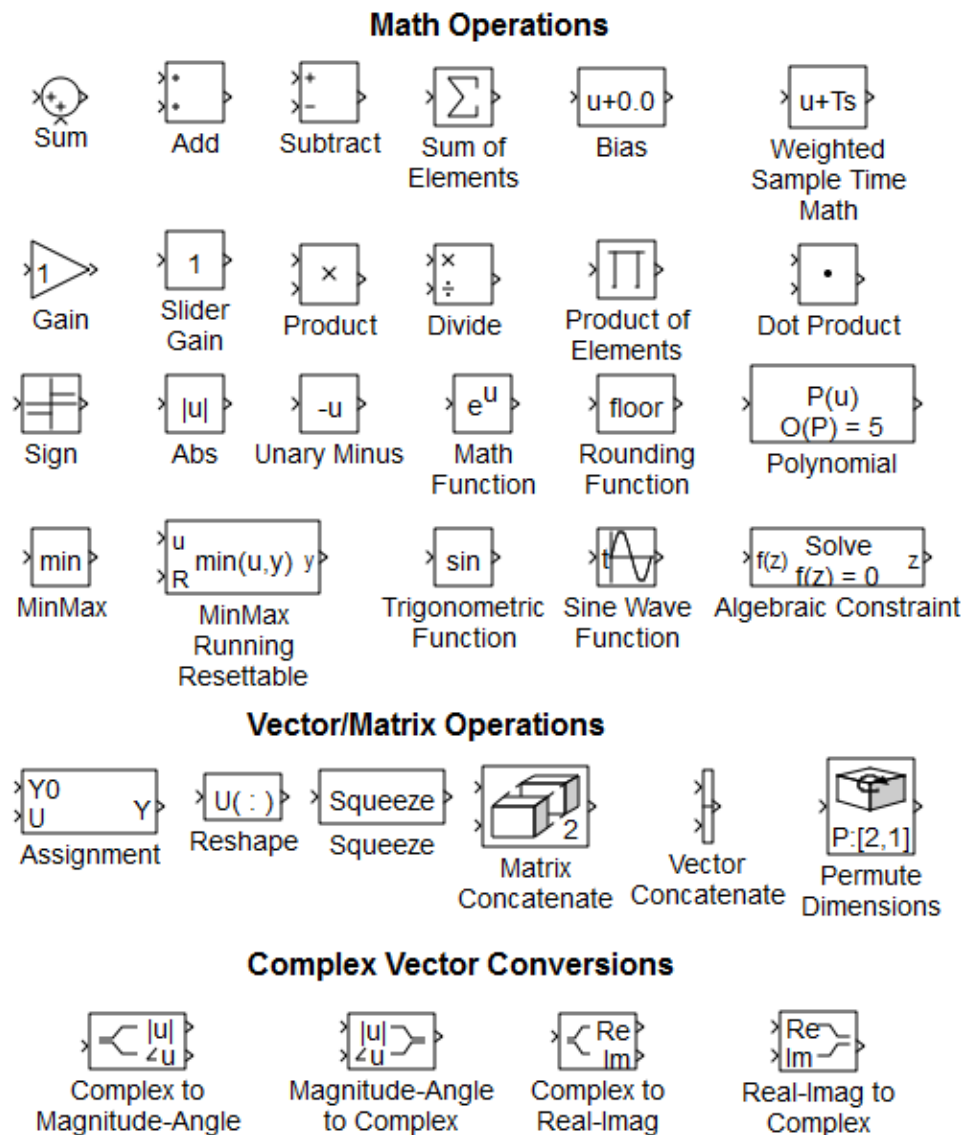 Math Operations
+ + + + −
Σ u+0.0 u+Ts
Sum Add Subtract Sum of Elements Bias Weighted Sample Time Math
1 1 × × ÷ ∏ •
Gain Slider Gain Product Divide Product of Elements Dot Product
|u| -u e^u floor P(u) O(P) = 5
Sign Abs Unary Minus Math Function Rounding Function Polynomial
min u R min(u,y) y sin t f(z) Solve f(z) = 0 z
MinMax MinMax Running Resettable Trigonometric Function Sine Wave Function Algebraic Constraint
Vector/Matrix Operations
Y0 U Y U( : ) Squeeze 2 P:[2,1]
Assignment Reshape Squeeze Matrix Concatenate Vector Concatenate Permute Dimensions
Complex Vector Conversions
|u| ∠u |u| ∠u Re Im Re Im
Complex to Magnitude-Angle Magnitude-Angle to Complex Complex to Real-Imag Real-Imag to Complex